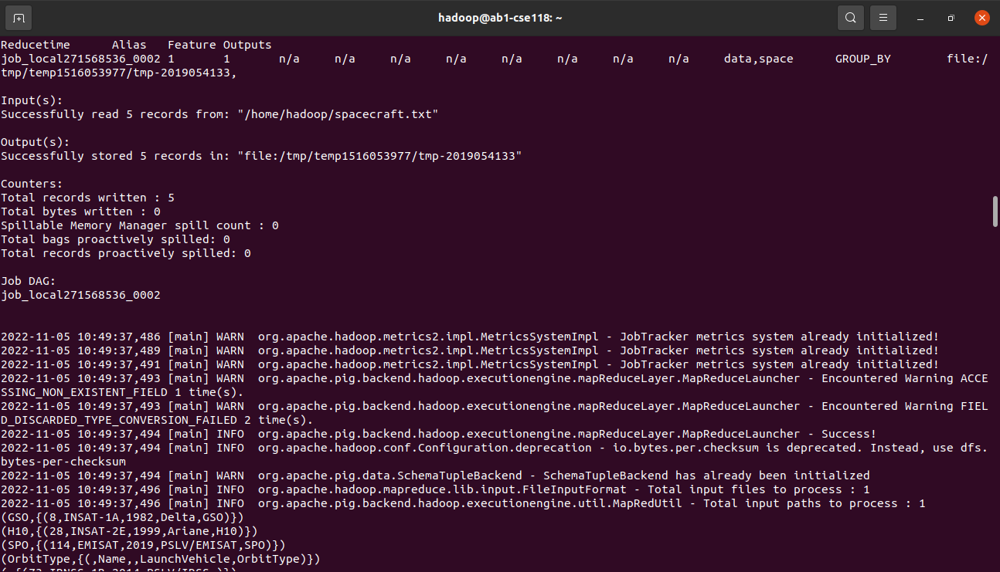 hadoop@ab1-cse118: ~
Reducetime Alias Feature Outputs
job_local271568536_0002 1 1 n/a n/a n/a n/a n/a n/a n/a n/a data,space GROUP_BY file:/
tmp/temp1516053977/tmp-2019054133,
Input(s):
Successfully read 5 records from: "/home/hadoop/spacecraft.txt"
Output(s):
Successfully stored 5 records in: "file:/tmp/temp1516053977/tmp-2019054133"
Counters:
Total records written : 5
Total bytes written : 0
Spillable Memory Manager spill count : 0
Total bags proactively spilled: 0
Total records proactively spilled: 0
Job DAG:
job_local271568536_0002
2022-11-05 10:49:37,486 [main] WARN  org.apache.hadoop.metrics2.impl.MetricsSystemImpl - JobTracker metrics system already initialized!
2022-11-05 10:49:37,489 [main] WARN  org.apache.hadoop.metrics2.impl.MetricsSystemImpl - JobTracker metrics system already initialized!
2022-11-05 10:49:37,491 [main] WARN  org.apache.hadoop.metrics2.impl.MetricsSystemImpl - JobTracker metrics system already initialized!
2022-11-05 10:49:37,493 [main] WARN  org.apache.pig.backend.hadoop.executionengine.mapReduceLayer.MapReduceLauncher - Encountered Warning ACCE
SSING_NON_EXISTENT_FIELD 1 time(s).
2022-11-05 10:49:37,493 [main] WARN  org.apache.pig.backend.hadoop.executionengine.mapReduceLayer.MapReduceLauncher - Encountered Warning FIEL
D_DISCARDED_TYPE_CONVERSION_FAILED 2 time(s).
2022-11-05 10:49:37,494 [main] INFO  org.apache.pig.backend.hadoop.executionengine.mapReduceLayer.MapReduceLauncher - Success!
2022-11-05 10:49:37,494 [main] INFO  org.apache.hadoop.conf.Configuration.deprecation - io.bytes.per.checksum is deprecated. Instead, use dfs.
bytes-per-checksum
2022-11-05 10:49:37,494 [main] WARN  org.apache.pig.data.SchemaTupleBackend - SchemaTupleBackend has already been initialized
2022-11-05 10:49:37,496 [main] INFO  org.apache.hadoop.mapreduce.lib.input.FileInputFormat - Total input files to process : 1
2022-11-05 10:49:37,496 [main] INFO  org.apache.pig.backend.hadoop.executionengine.util.MapRedUtil - Total input paths to process : 1
(GSO,{(8,INSAT-1A,1982,Delta,GSO)})
(H10,{(28,INSAT-2E,1999,Ariane,H10)})
(SPO,{(114,EMISAT,2019,PSLV/EMISAT,SPO)})
(OrbitType,{(,Name,,LaunchVehicle,OrbitType)})